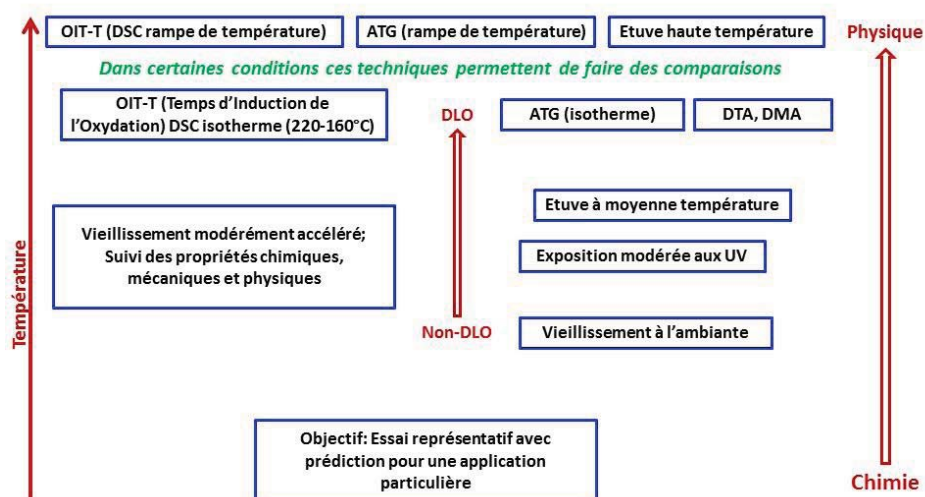 OIT-T (DSC rampe de température)
ATG (rampe de température)
Etuve haute température
Physique
Dans certaines conditions ces techniques permettent de faire des comparaisons
OIT-T (Temps d’Induction de
l’Oxydation) DSC isotherme (220-160°C)
DLO
ATG (isotherme)
DTA, DMA
Etuve à moyenne température
Vieillissement modérément accéléré;
Suivi des propriétés chimiques,
mécaniques et physiques
Exposition modérée aux UV
Température
Non-DLO
Vieillissement à l’ambiante
Objectif: Essai représentatif avec
prédiction pour une application
particulière
Chimie